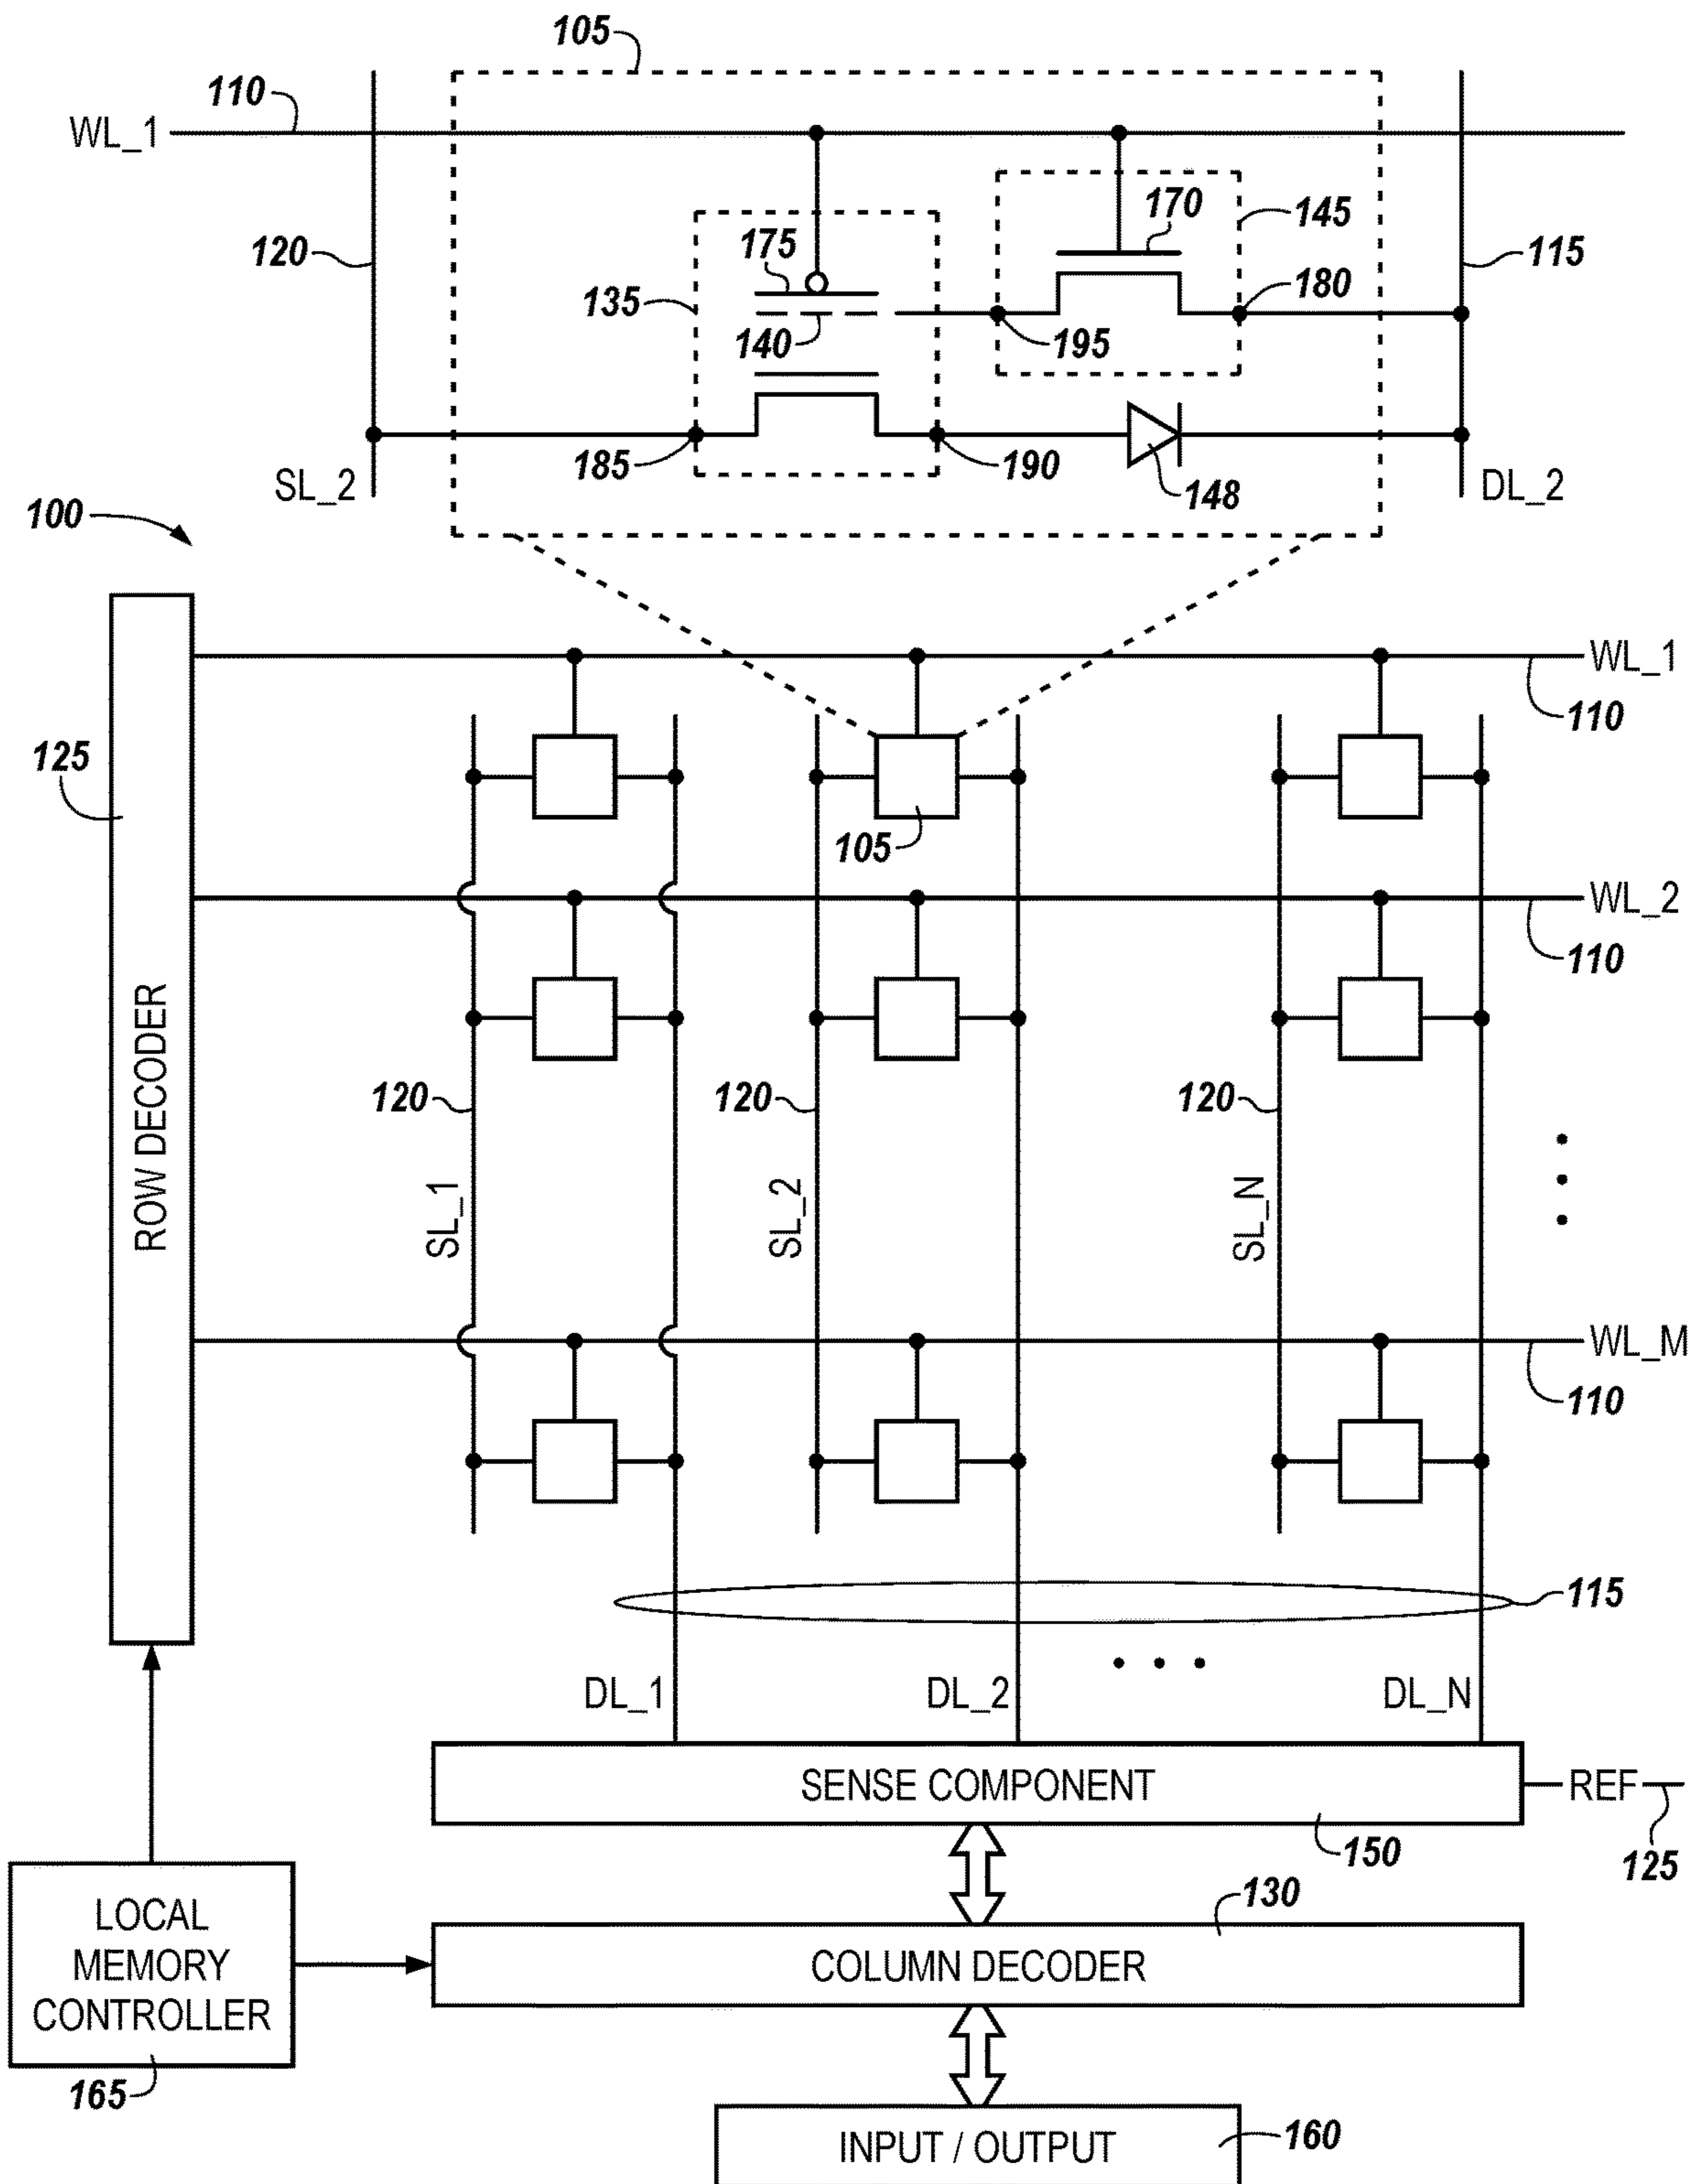 105
110
WL_1
170
145
175
120
115
180
135
140
195
185
190
148
SL_2
DL_2
100
WL_1
110
125
105
WL_2
110
ROW DECODER
120
120
120
SL_1
SL_2
SL_N
WL_M
110
115
DL_1
DL_2
DL_N
SENSE COMPONENT
REF
150
125
LOCAL
MEMORY
CONTROLLER
130
COLUMN DECODER
165
INPUT / OUTPUT
160